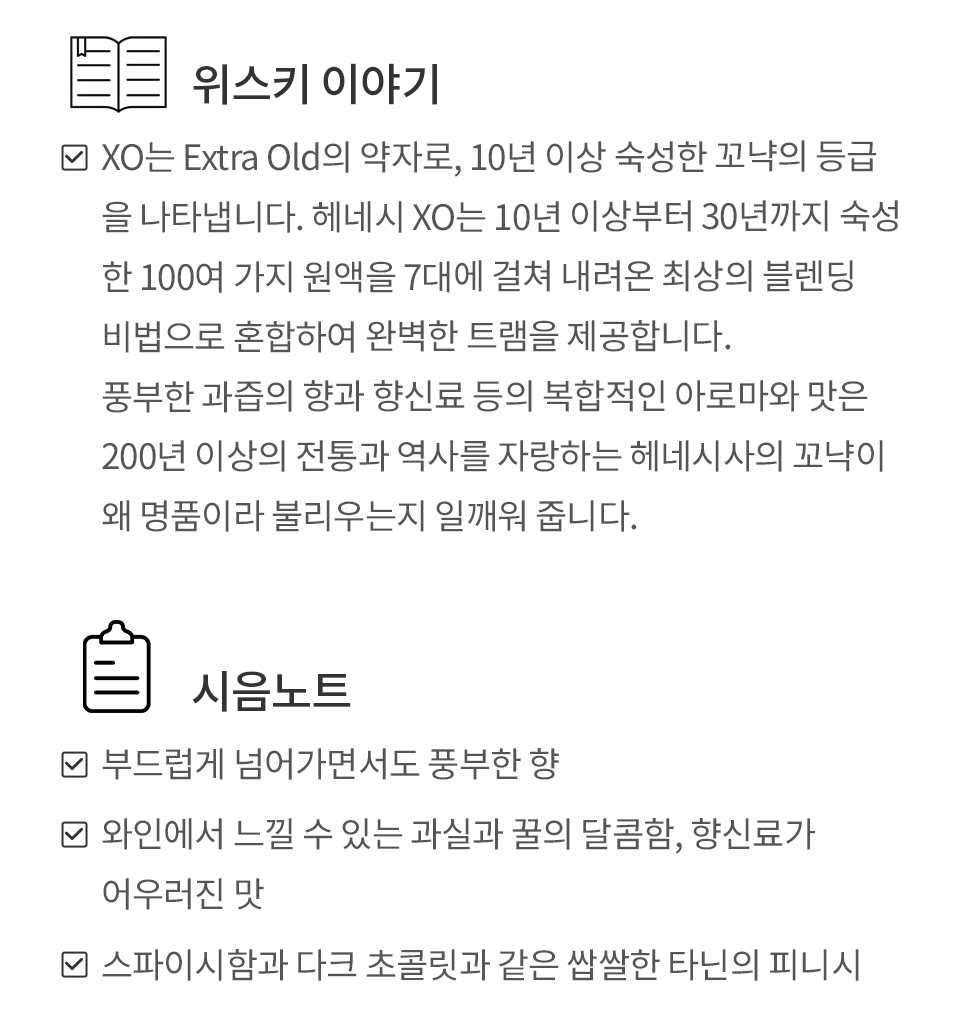 위스키 이야기
XO는 Extra Old의 약자로, 10년 이상 숙성한 꼬냑의 등급
을 나타냅니다. 헤네시 XO는 10년 이상부터 30년까지 숙성
한 100여 가지 원액을 7대에 걸쳐 내려온 최상의 블렌딩
비법으로 혼합하여 완벽한 트램을 제공합니다.
풍부한 과즙의 향과 향신료 등의 복합적인 아로마와 맛은
200년 이상의 전통과 역사를 자랑하는 헤네시사의 꼬냑이
왜 명품이라 불리우는지 일깨워 줍니다.
시음노트
부드럽게 넘어가면서도 풍부한 향
와인에서 느낄 수 있는 과실과 꿀의 달콤함, 향신료가
어우러진 맛
스파이시함과 다크 초콜릿과 같은 쌉쌀한 타닌의 피니시